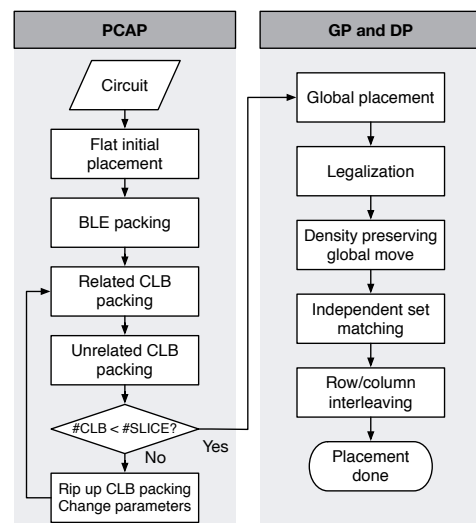 PCAP
Circuit
Flat initial
placement
BLE packing
Related CLB
packing
Unrelated CLB
packing
#CLB < #SLICE?
Yes
No
Rip up CLB packing
Change parameters
GP and DP
Global placement
Legalization
Density preserving
global move
Independent set
matching
Row/column
interleaving
Placement
done